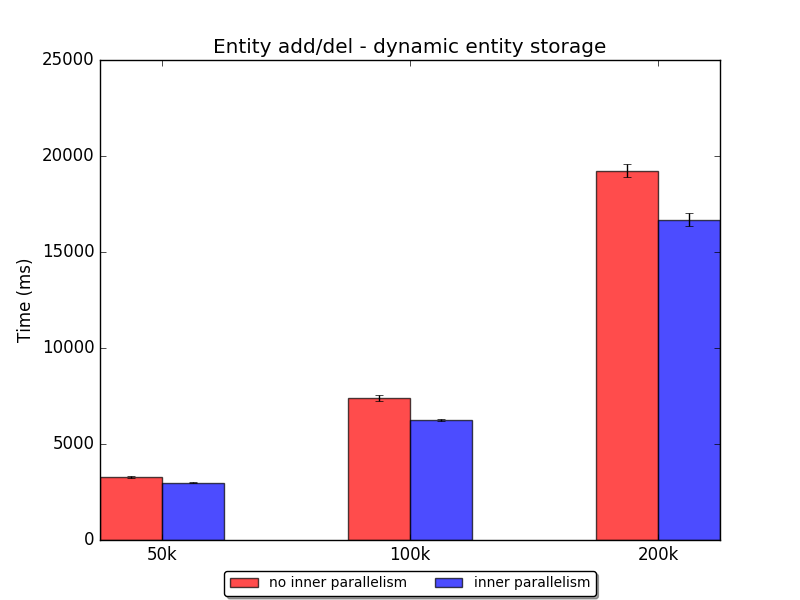 Entity add/del - dynamic entity storage
25000
20000
15000
10000
5000
0
Time (ms)
50k 100k 200k
no inner parallelism inner parallelism